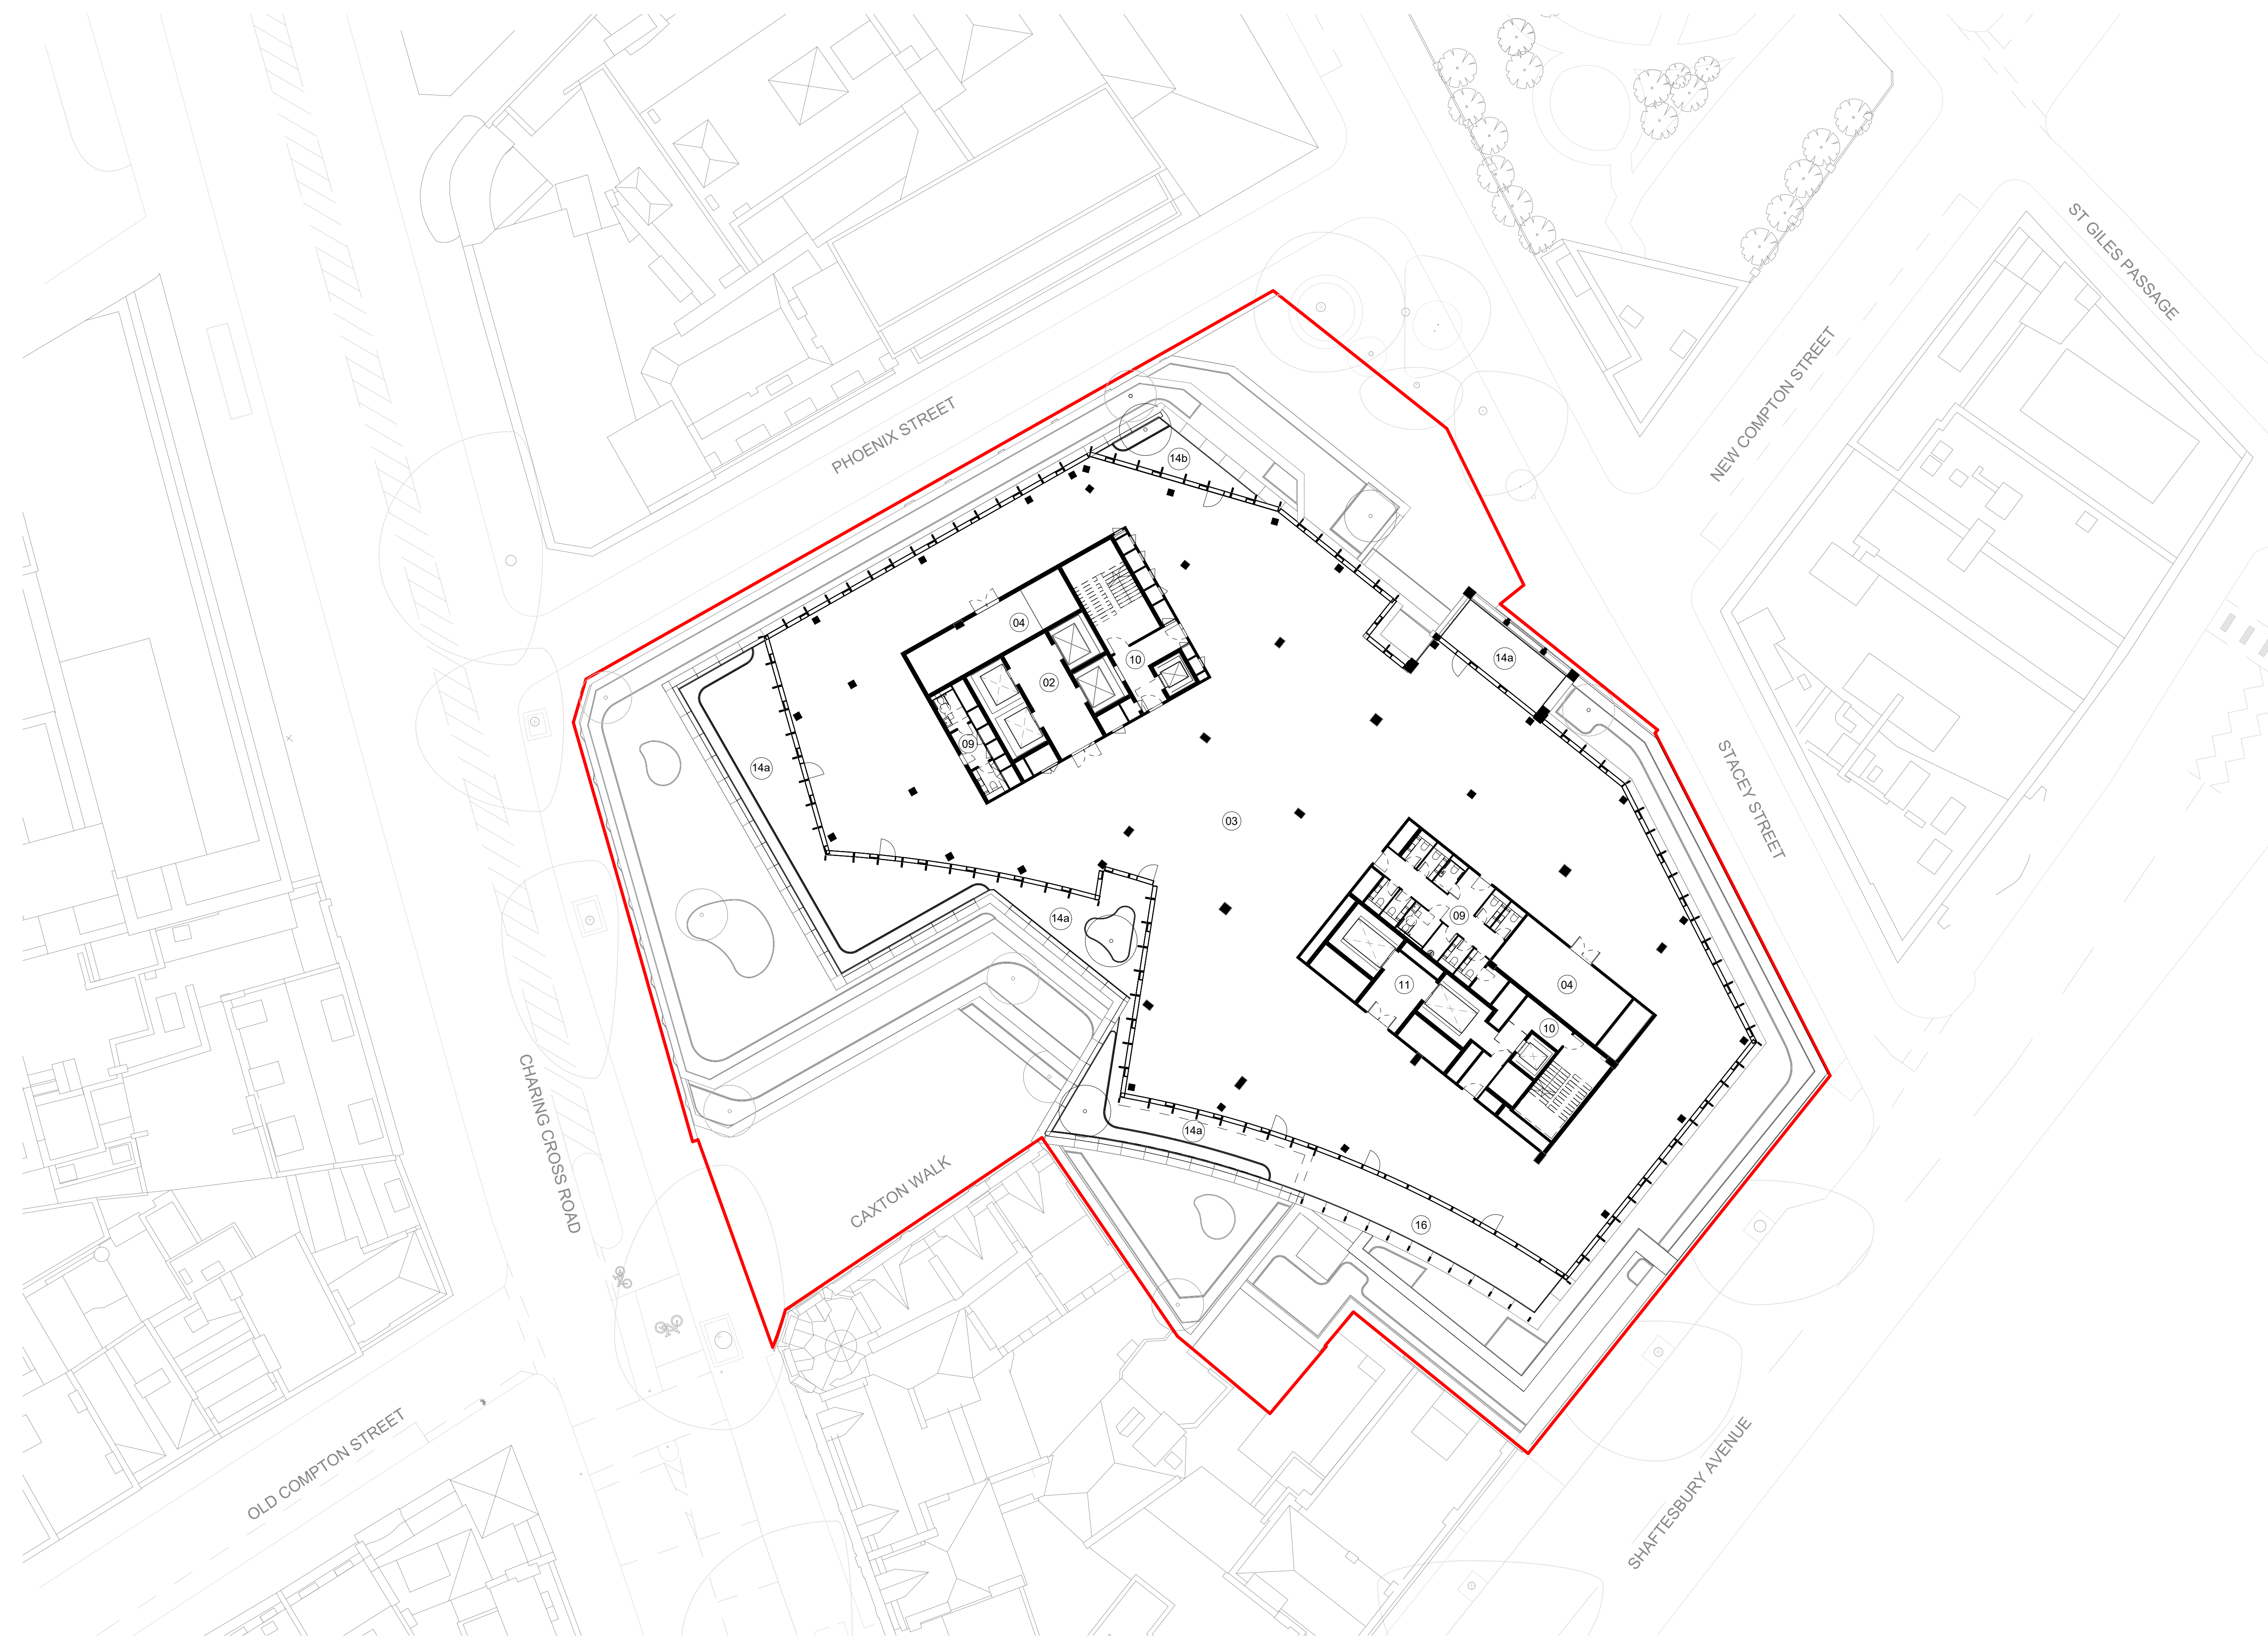 ST GILES PASSAGE
NEW COMPTON STREET
PHOENIX STREET
14b
04
10
14a
02
09
14a
STACEY STREET
03
14a
09
11
04
10
CHARING CROSS ROAD
14a
CAXTON WALK
16
OLD COMPTON STREET
SHAFTESBURY AVENUE